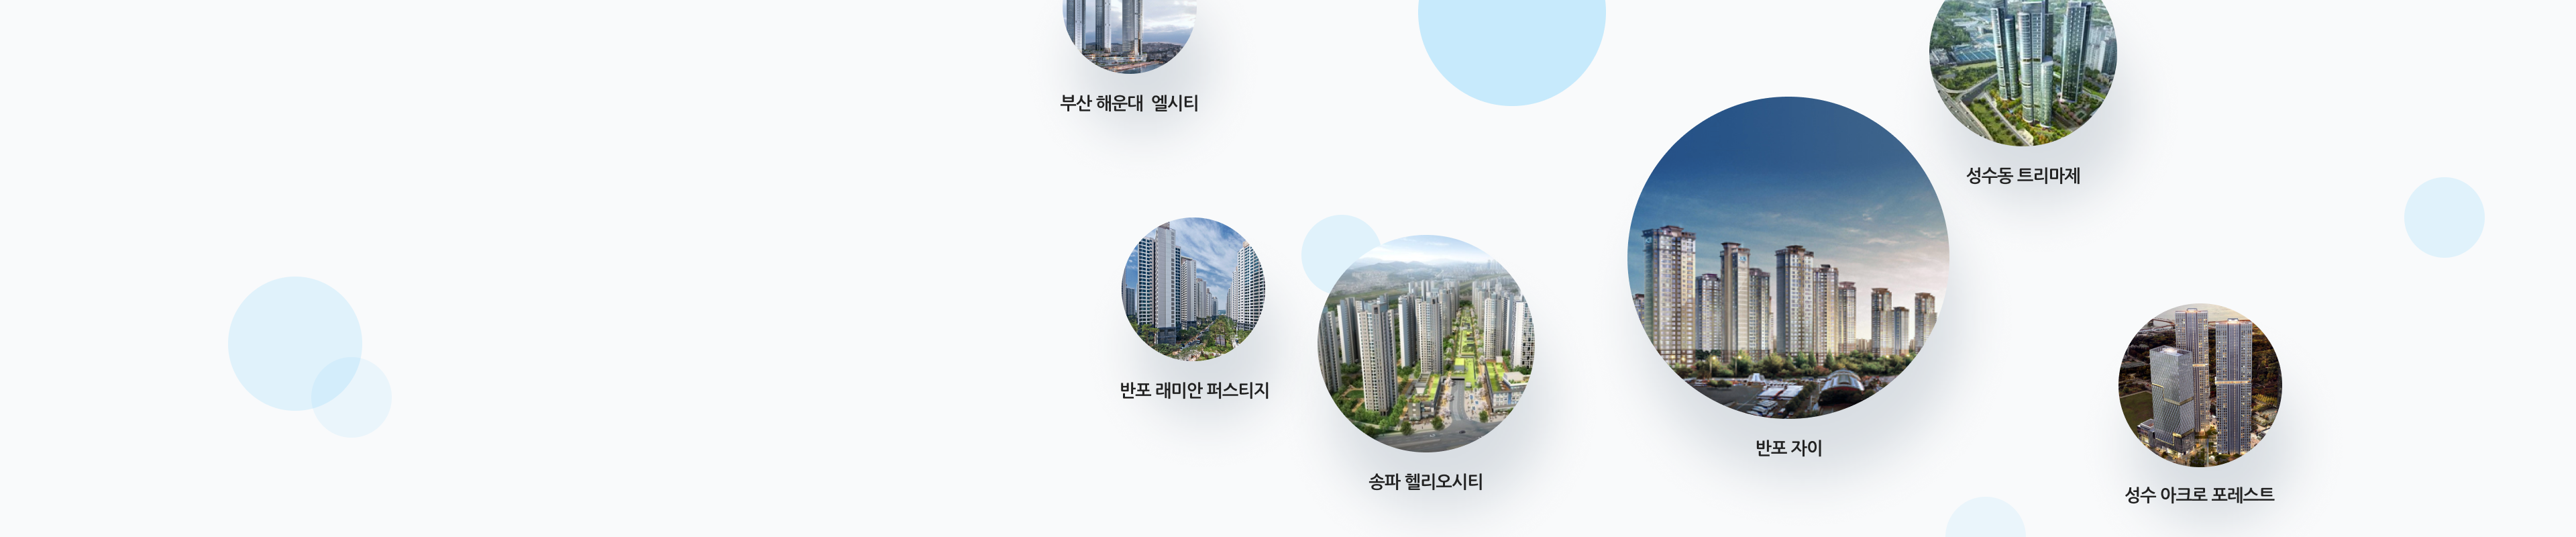 부산 해운대 엘시티
성수동 트리마제
반포 래미안 퍼스티지
반포 자이
송파 헬리오시티
성수 아크로 포레스트